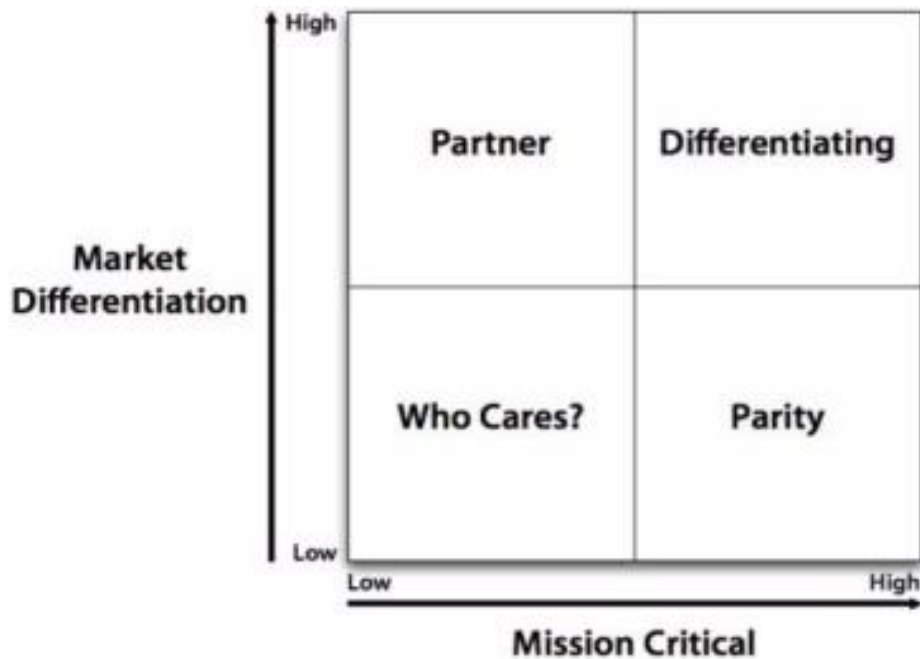 High
Partner
Differentiating
Market
Differentiation
Who Cares?
Parity
Low
Low
High
Mission Critical